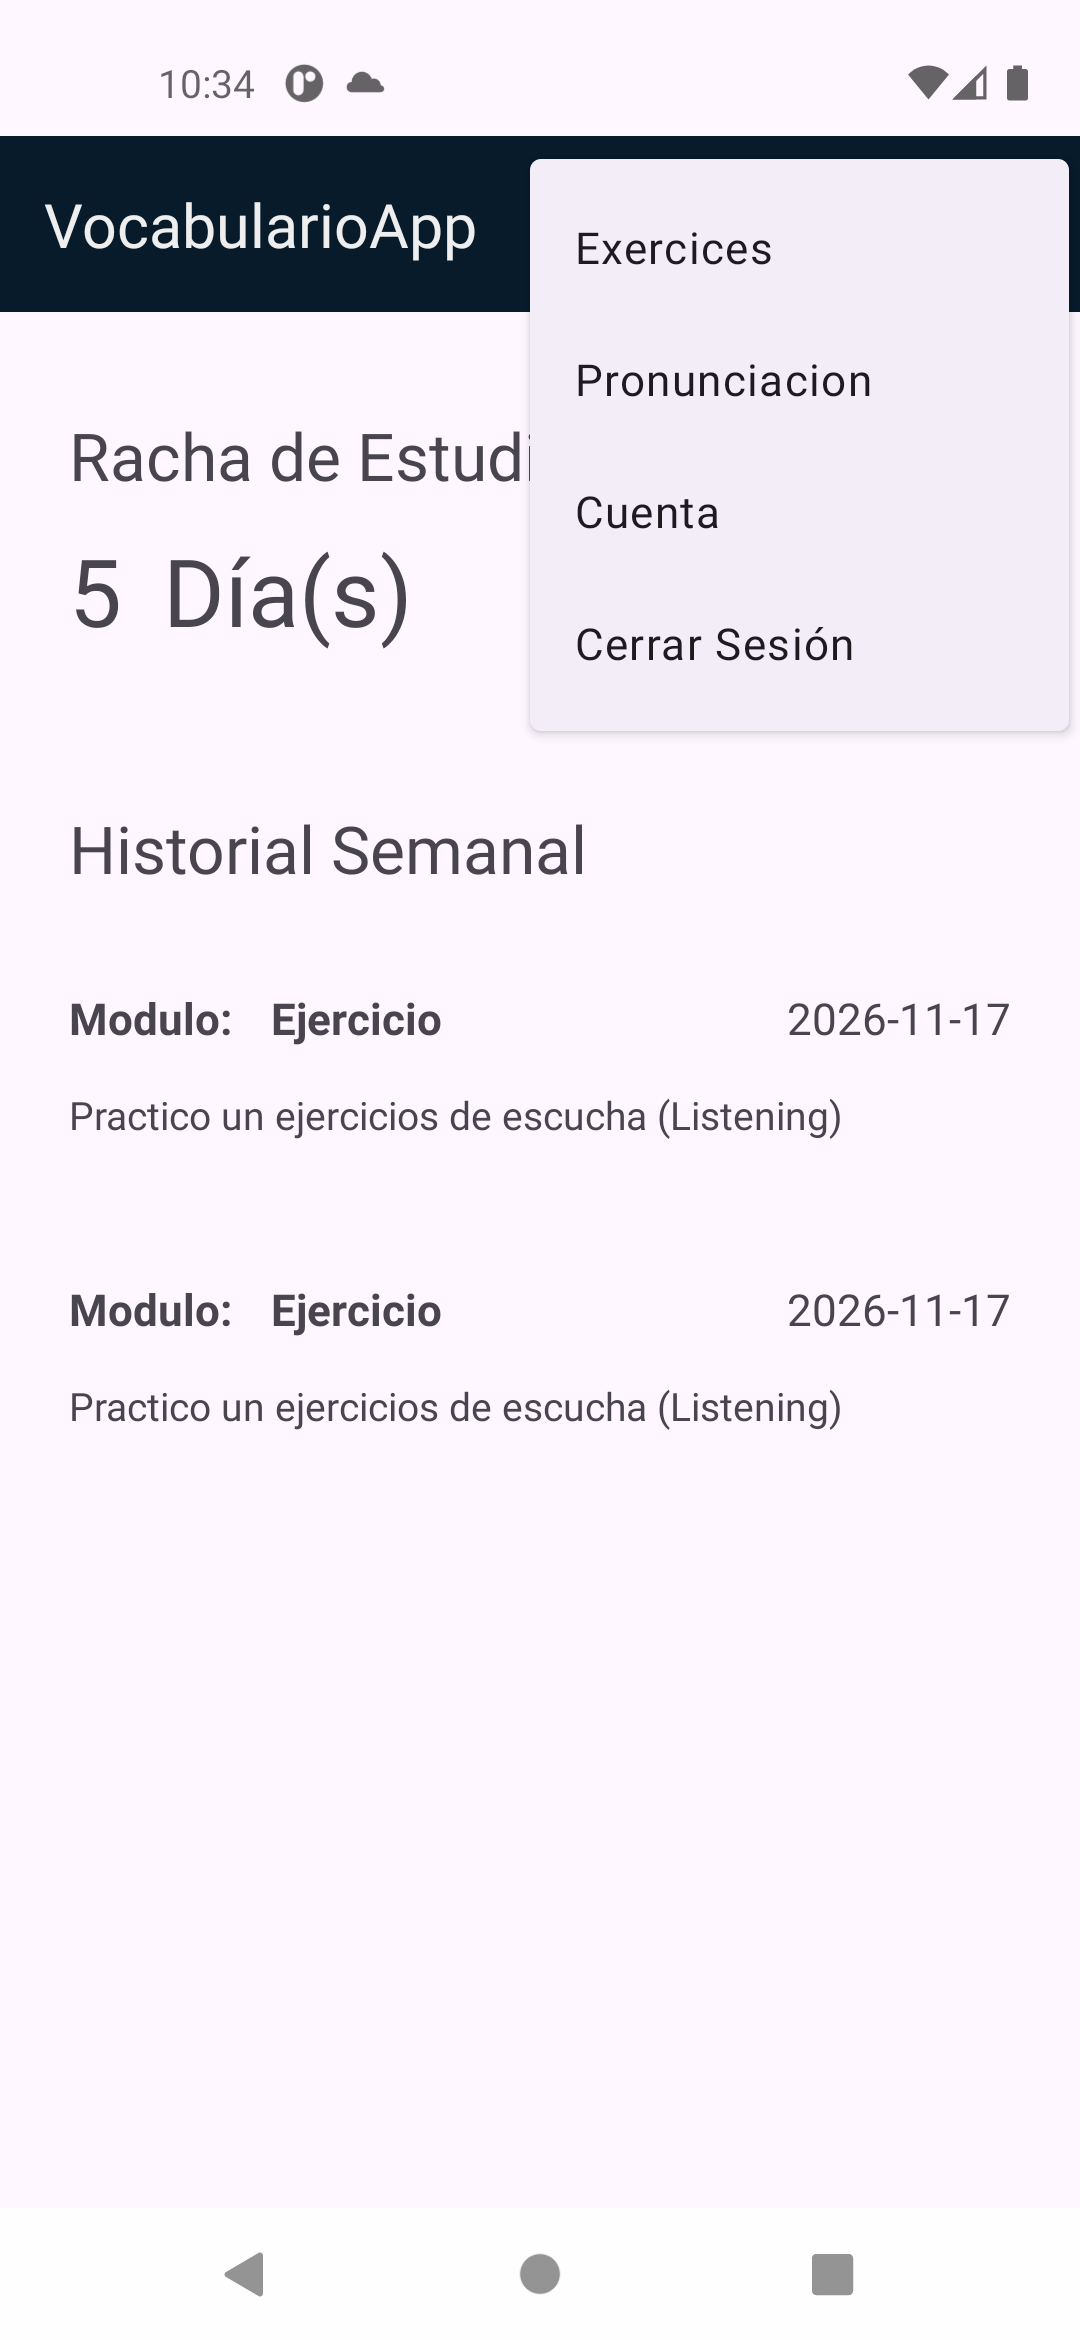 10:34
VocabularioApp
Exercices
Pronunciacion
Cuenta
Cerrar Sesión
Racha de Estudi
5 Día(s)
Historial Semanal
Modulo: Ejercicio 2026-11-17
Practico un ejercicios de escucha (Listening)
Modulo: Ejercicio 2026-11-17
Practico un ejercicios de escucha (Listening)